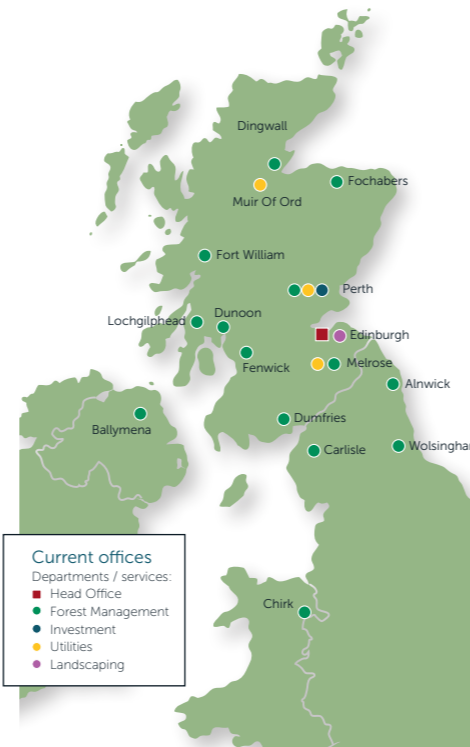 Dingwall
Fochabers
Muir Of Ord
Fort William
Perth
Lochgilphead
Dunoon
Edinburgh
Fenwick
Melrose
Alnwick
Dumfries
Ballymena
Carlisle
Wolsingham
Current offices
Departments / services:
Head Office
Forest Management
Investment
Utilities
Landscaping
Chirk